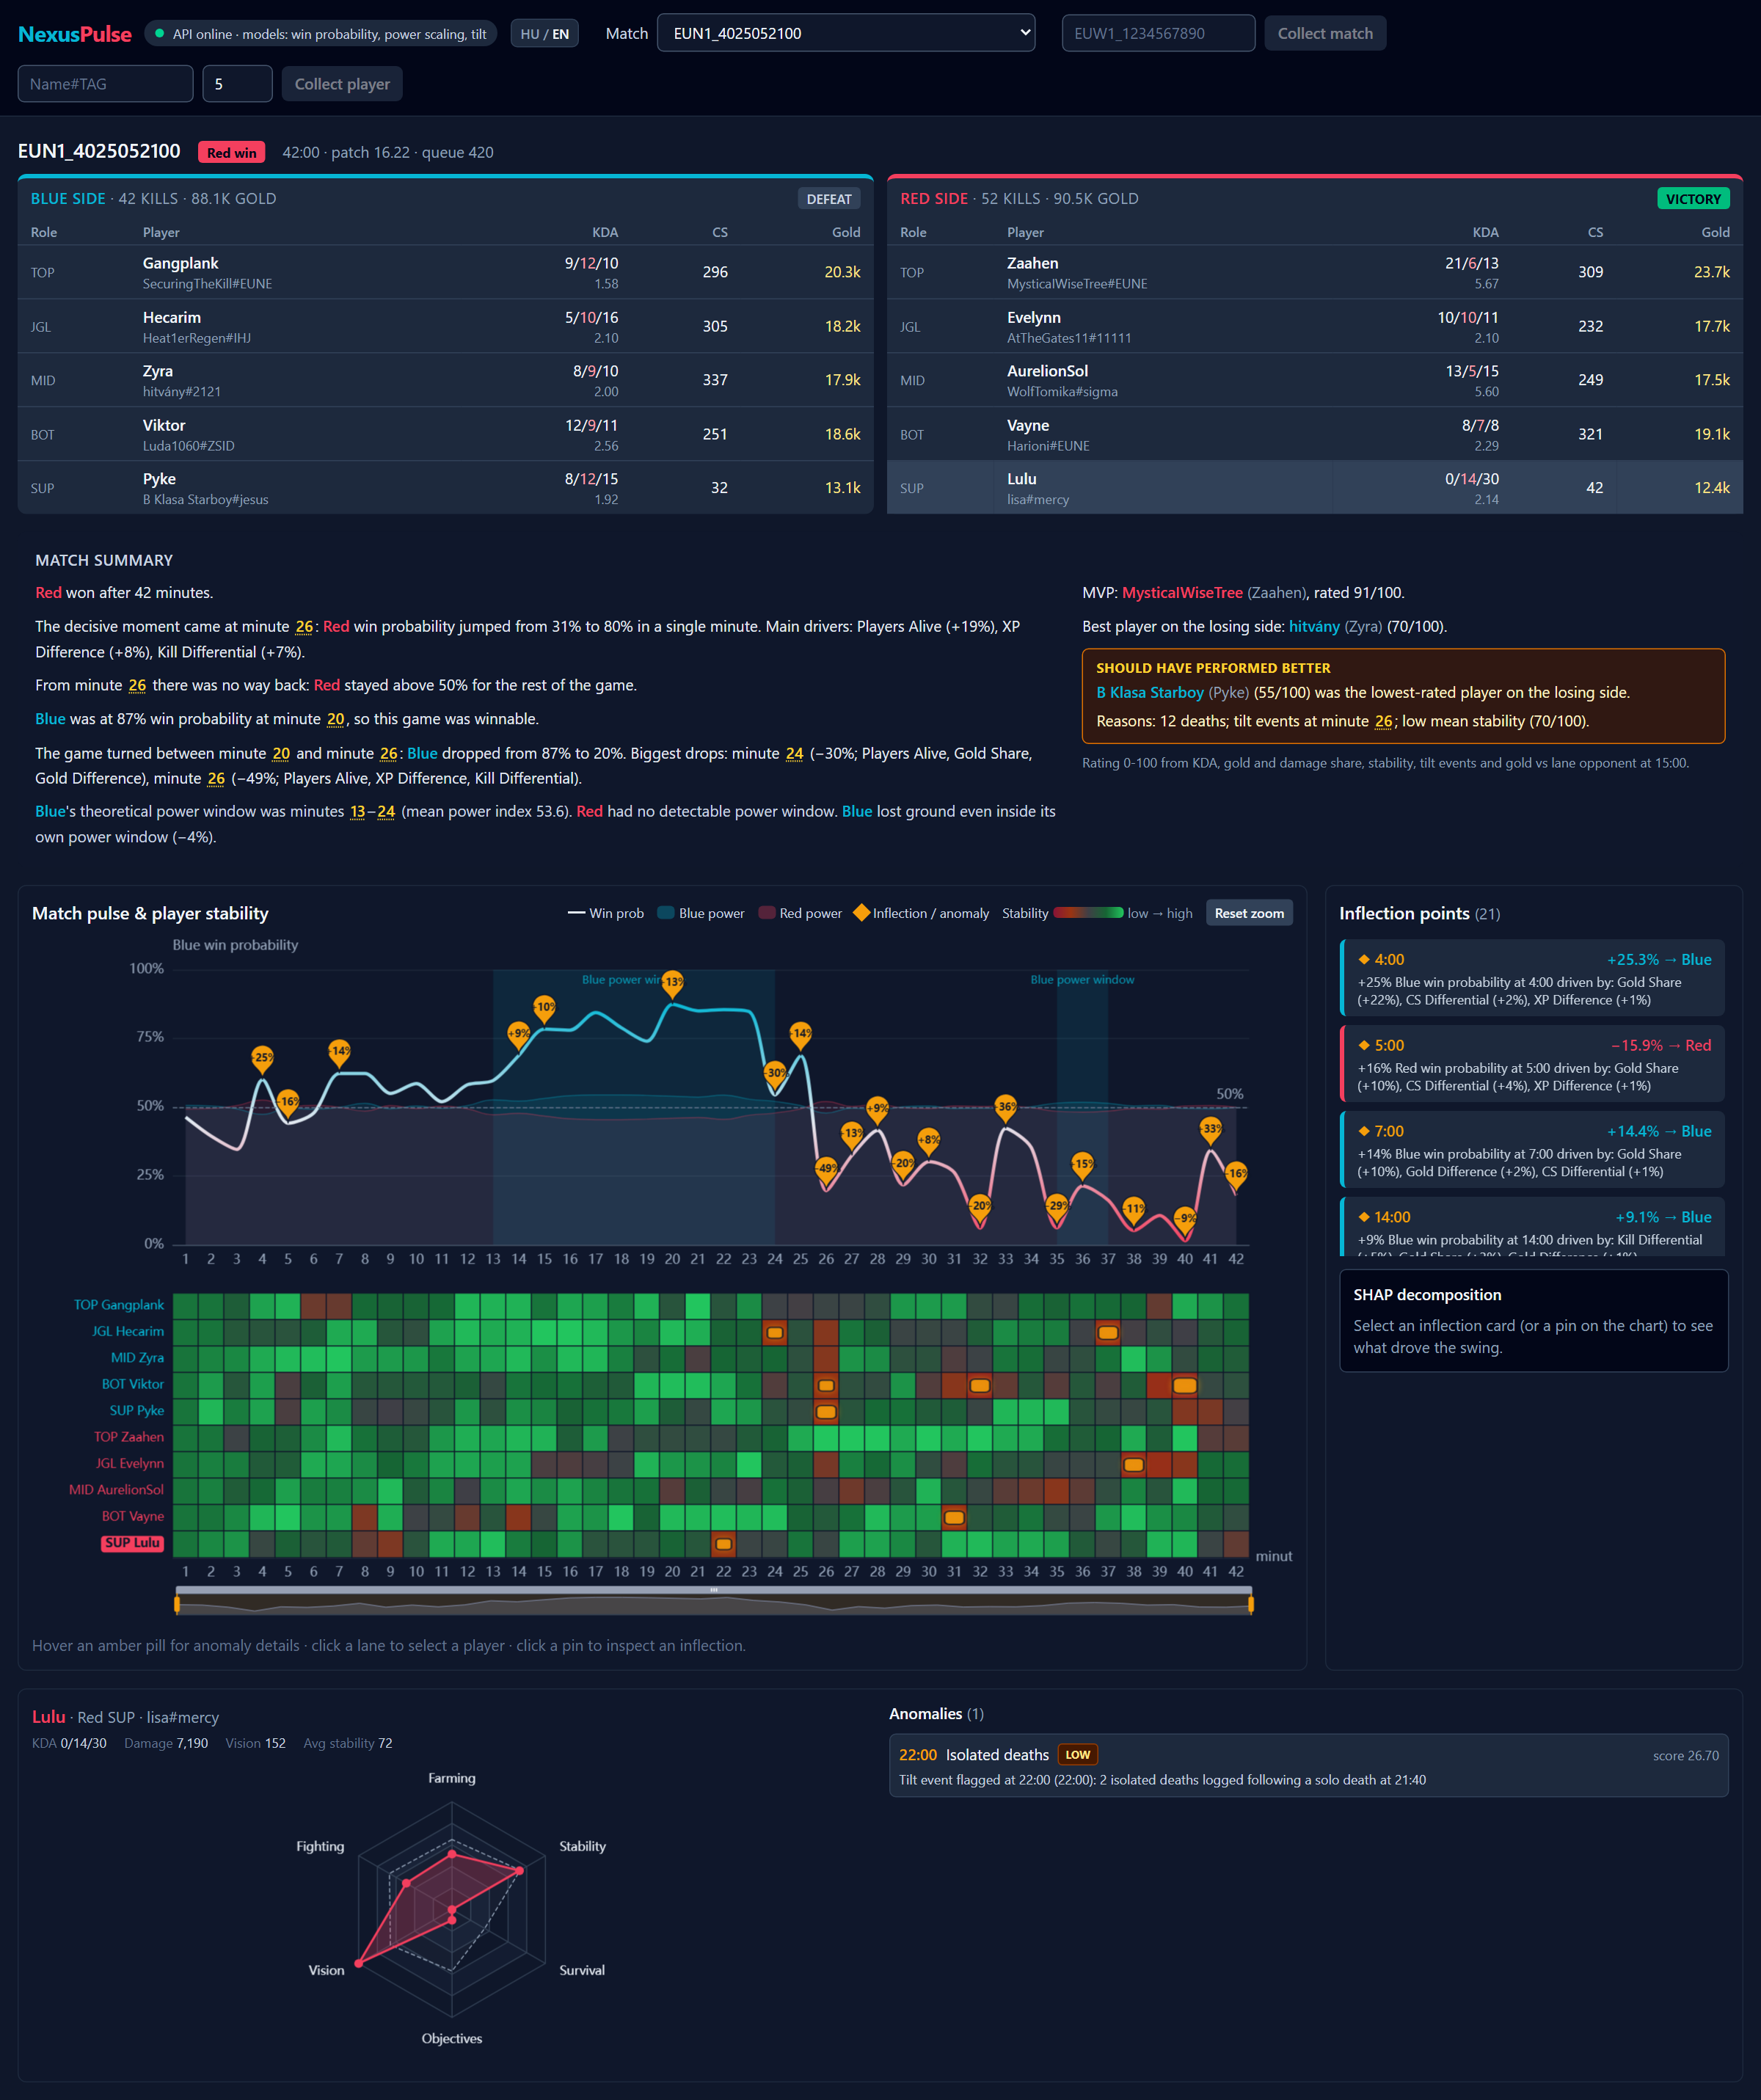 NexusPulse API online · models: win probability, power scaling, tilt HU / EN Match EUN1_4025052100 EUW1_1234567890 Collect match
Name#TAG 5 Collect player
EUN1_4025052100 Red win 42:00 · patch 16.22 · queue 420
BLUE SIDE · 42 KILLS · 88.1K GOLD DEFEAT
Role Player KDA CS Gold
TOP Gangplank 9/12/10 296 20.3k
SecuringTheKill#EUNE 1.58
JGL Hecarim 5/10/16 305 18.2k
Heat1erRegen#IHJ 2.10
MID Zyra 8/9/10 337 17.9k
hitvány#2121 2.00
BOT Viktor 12/9/11 251 18.6k
Luda1060#ZSID 2.56
SUP Pyke 8/12/15 32 13.1k
B Klasa Starboy#jesus 1.92
RED SIDE · 52 KILLS · 90.5K GOLD VICTORY
Role Player KDA CS Gold
TOP Zaahen 21/6/13 309 23.7k
MysticalWiseTree#EUNE 5.67
JGL Evelynn 10/10/11 232 17.7k
AtTheGates11#11111 2.10
MID AurelionSol 13/5/15 249 17.5k
WolfTomika#sigma 5.60
BOT Vayne 8/7/8 321 19.1k
Harioni#EUNE 2.29
SUP Lulu 0/14/30 42 12.4k
lisa#mercy 2.14
MATCH SUMMARY
Red won after 42 minutes.
The decisive moment came at minute 26: Red win probability jumped from 31% to 80% in a single minute. Main drivers: Players Alive (+19%), XP
Difference (+8%), Kill Differential (+7%).
From minute 26 there was no way back: Red stayed above 50% for the rest of the game.
Blue was at 87% win probability at minute 20, so this game was winnable.
The game turned between minute 20 and minute 26: Blue dropped from 87% to 20%. Biggest drops: minute 24 (−30%; Players Alive, Gold Share,
Gold Difference), minute 26 (−49%; Players Alive, XP Difference, Kill Differential).
Blue's theoretical power window was minutes 13–24 (mean power index 53.6). Red had no detectable power window. Blue lost ground even inside its
own power window (−4%).
MVP: MysticalWiseTree (Zaahen), rated 91/100.
Best player on the losing side: hitvány (Zyra) (70/100).
SHOULD HAVE PERFORMED BETTER
B Klasa Starboy (Pyke) (55/100) was the lowest-rated player on the losing side.
Reasons: 12 deaths; tilt events at minute 26; low mean stability (70/100).
Rating 0-100 from KDA, gold and damage share, stability, tilt events and gold vs lane opponent at 15:00.
Match pulse & player stability Win prob Blue power Red power Inflection / anomaly Stability low → high Reset zoom
Blue win probability
100%
75%
50%
25%
0%
Blue power win
Blue power window
50%
25%
16%
14%
+9%
10%
13%
30%
14%
49%
13%
+9%
20%
+8%
20%
36%
29%
15%
11%
-9%
33%
16%
1 2 3 4 5 6 7 8 9 10 11 12 13 14 15 16 17 18 19 20 21 22 23 24 25 26 27 28 29 30 31 32 33 34 35 36 37 38 39 40 41 42
TOP Gangplank
JGL Hecarim
MID Zyra
BOT Viktor
SUP Pyke
TOP Zaahen
JGL Evelynn
MID AurelionSol
BOT Vayne
SUP Lulu
minut
1 2 3 4 5 6 7 8 9 10 11 12 13 14 15 16 17 18 19 20 21 22 23 24 25 26 27 28 29 30 31 32 33 34 35 36 37 38 39 40 41 42
Hover an amber pill for anomaly details · click a lane to select a player · click a pin to inspect an inflection.
Inflection points (21)
4:00 +25.3% → Blue
+25% Blue win probability at 4:00 driven by: Gold Share
(+22%), CS Differential (+2%), XP Difference (+1%)
5:00 −15.9% → Red
+16% Red win probability at 5:00 driven by: Gold Share
(+10%), CS Differential (+4%), XP Difference (+1%)
7:00 +14.4% → Blue
+14% Blue win probability at 7:00 driven by: Gold Share
(+10%), Gold Difference (+2%), CS Differential (+1%)
14:00 +9.1% → Blue
+9% Blue win probability at 14:00 driven by: Kill Differential
(+5%), Gold Share (+3%), Gold Difference (+1%)
SHAP decomposition
Select an inflection card (or a pin on the chart) to see
what drove the swing.
Lulu · Red SUP · lisa#mercy
KDA 0/14/30 Damage 7,190 Vision 152 Avg stability 72
Farming
Fighting
Stability
Vision
Survival
Objectives
Anomalies (1)
22:00 Isolated deaths LOW score 26.70
Tilt event flagged at 22:00 (22:00): 2 isolated deaths logged following a solo death at 21:40